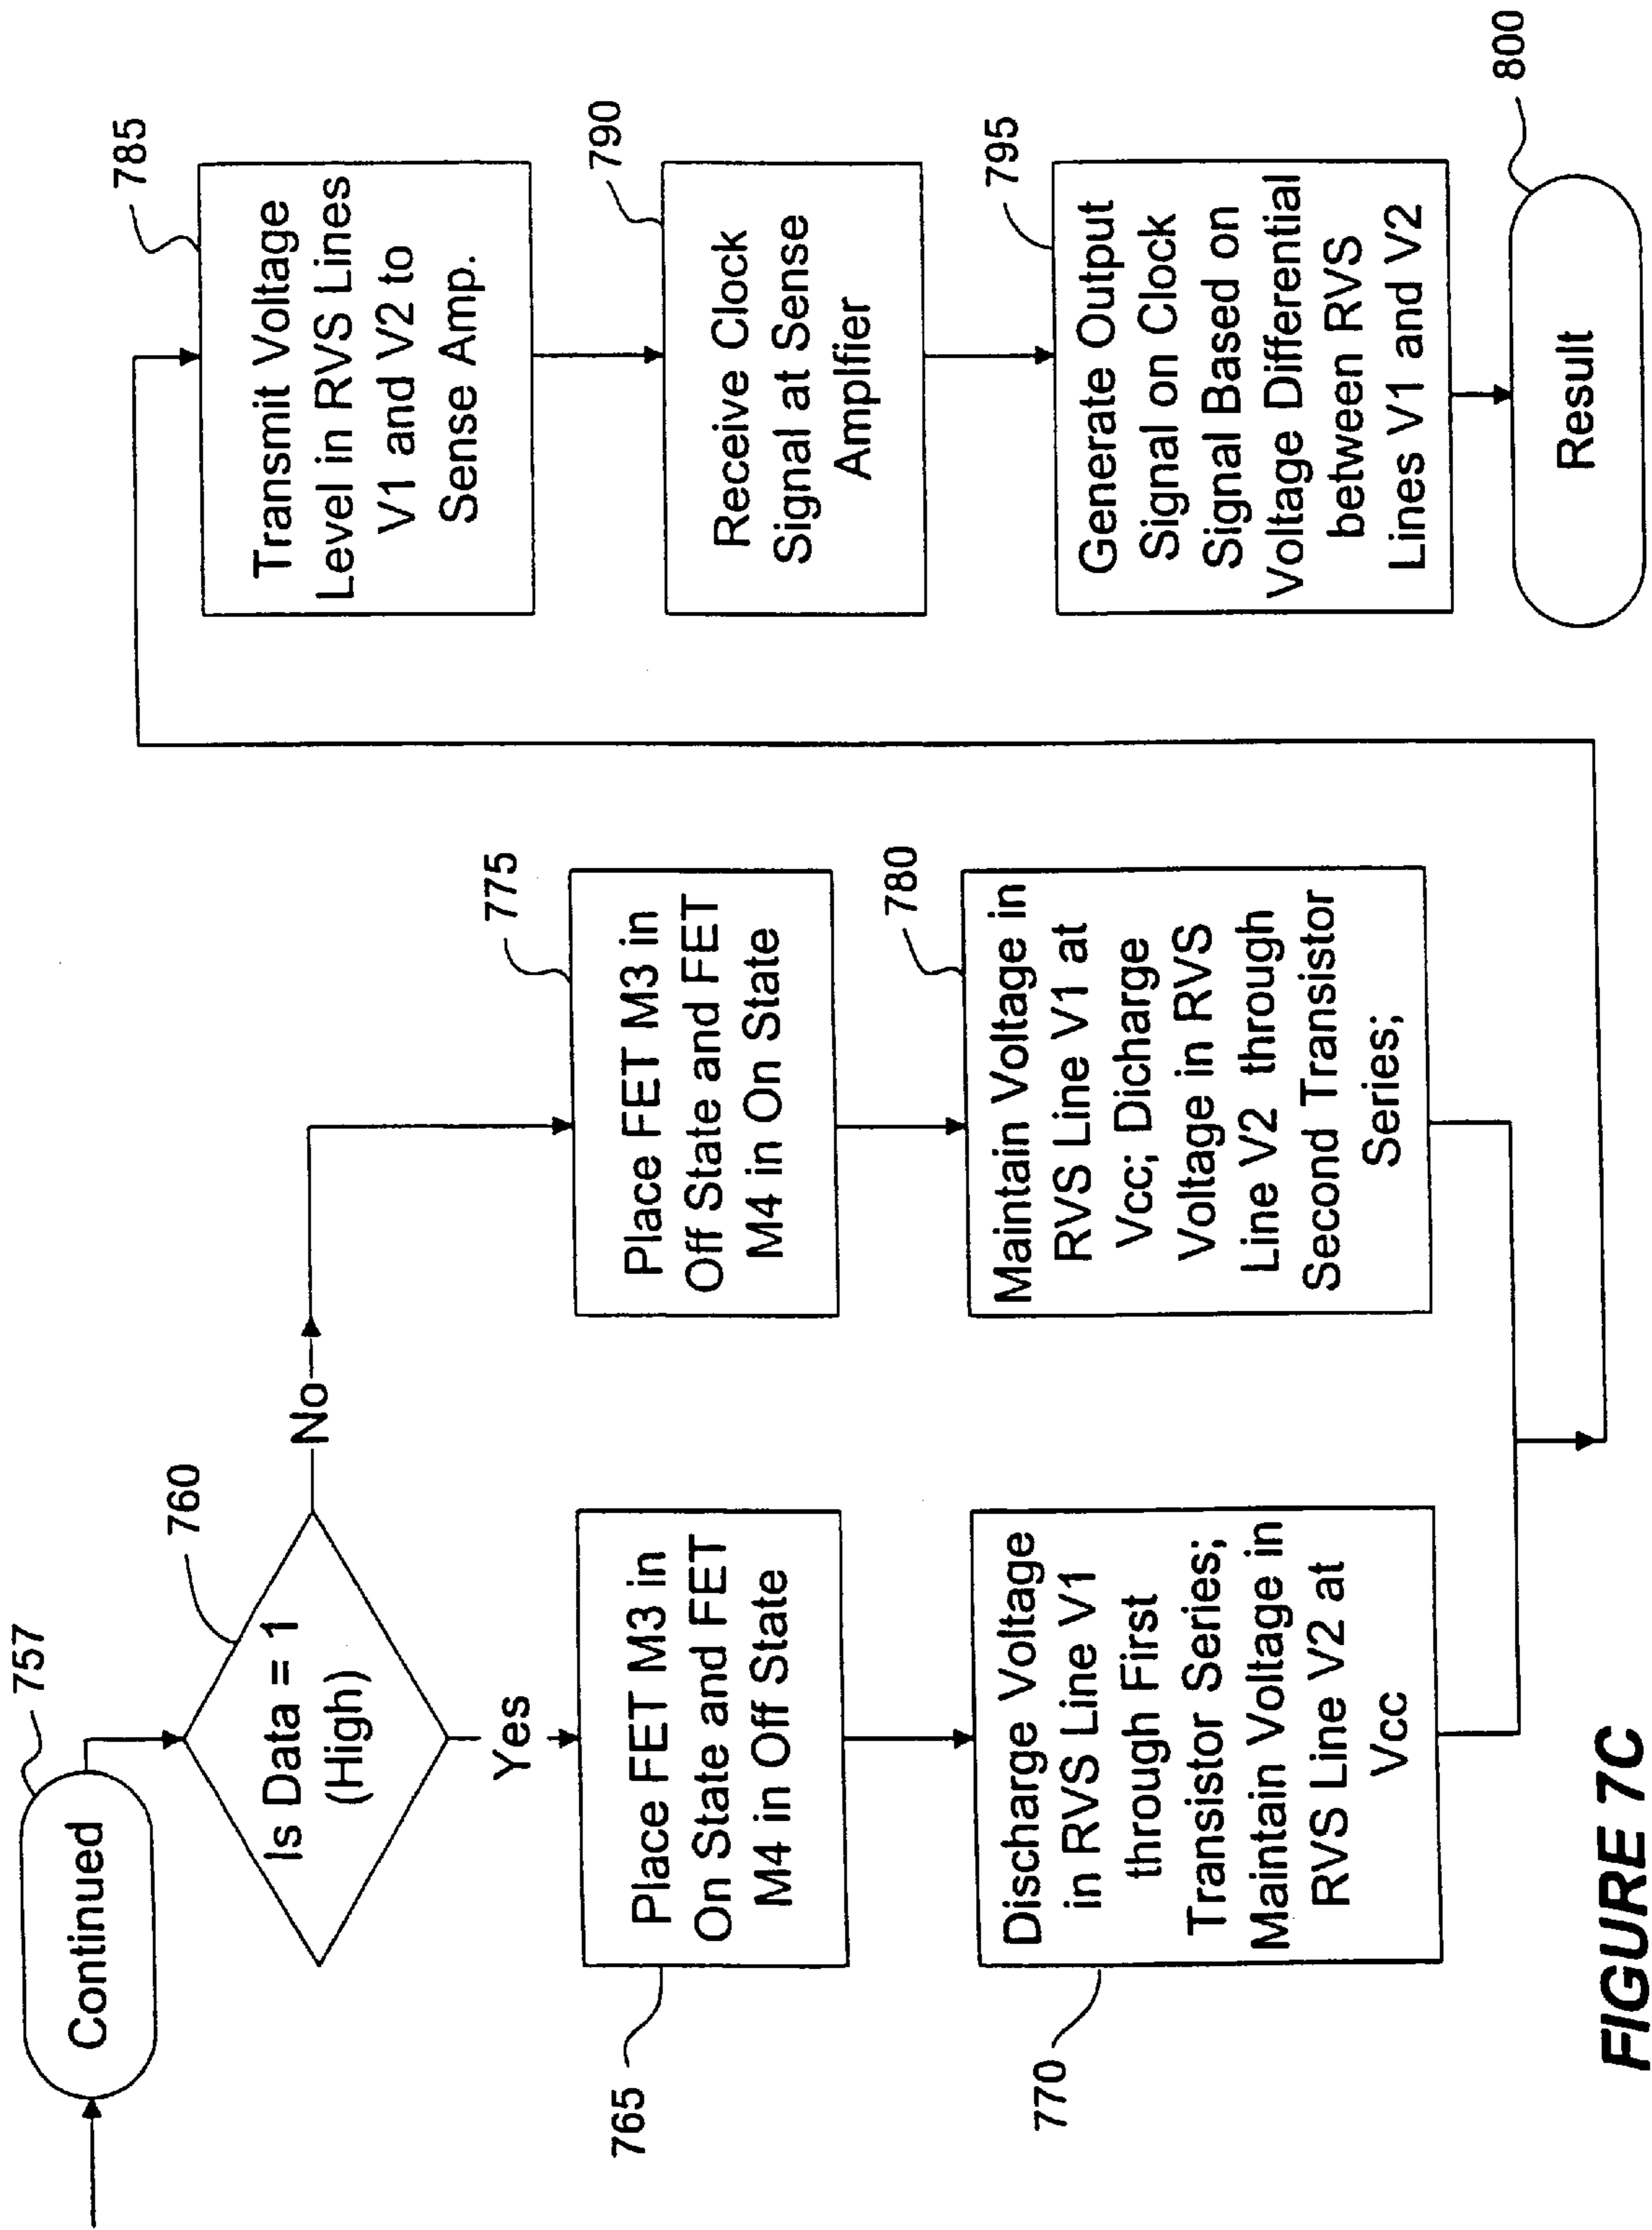 757
Continued
760
Is Data = 1
(High)
No
Yes
765
Place FET M3 in
On State and FET
M4 in Off State
770
Discharge Voltage
in RVS Line V1
through First
Transistor Series;
Maintain Voltage in
RVS Line V2 at
Vcc
775
Place FET M3 in
Off State and FET
M4 in On State
780
Maintain Voltage in
RVS Line V1 at
Vcc; Dicharge
Voltage in RVS
Line V2 through
Second Transistor
Series;
785
Transmit Voltage
Level in RVS Lines
V1 and V2 to
Sense Amp.
790
Receive Clock
Signal at Sense
Amplfier
795
Generate Output
Signal on Clock
Signal Based on
Voltage Differential
between RVS
Lines V1 and V2
800
Result
FIGURE 7C